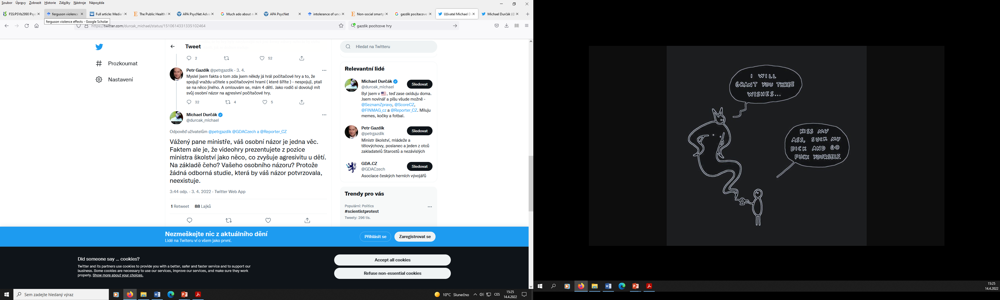 Soubor Úpravy Zobrazit Historie Záložky Nástroje Nápověda
FSS:PSYb2990 Psyc
ferguson violence
Full article: Media
The Public Health
APA PsycNet Adva
Much ado about n
APA PsycNet
intolerance of unce
Non-social smartp
gazdik pocitacove
Uživatel Michael D
Michael Durčák (@
ferguson violence effects - Google Scholar
https://twitter.com/durcak_michael/status/1510614331335102464
gazdik pocitcove hry
Prozkoumat
Nastavení
Tweet
2 52
Petr Gazdík @petrgazdik · 3. 4.
Myslel jsem fakta o tom zda jsem někdy já hrál počítačové hry a to, že
spojuji vraždu učitele s počítačovými hrami ( které šíříte ) - nespojuji, ptali
se na něco jiného. A omlouvám se, mám 4 děti. Jako rodič si dovoluji mít
svůj osobní názor na agresivní počítačové hry.
32 4 5
Michael Durčák
@durcak_michael
Odpověď uživatelům @petrgazdik @GDACzech a @Reporter_CZ
Vážený pane ministře, váš osobní názor je jedna věc.
Faktem ale je, že videohry prezentujete z pozice
ministra školství jako něco, co zvyšuje agresivitu u dětí.
Na základě čeho? Vašeho osobního názoru? Protože
žádná odborná studie, která by váš názor potvrzovala,
neexistuje.
3:44 odp. · 3. 4. 2022 · Twitter Web App
1 Retweet 88 Lajků
Hledat na Twitteru
Relevantní lidé
Michael Durčák
@durcak_michael
Sledovat
Byl jsem v 🇺🇸, teď zase oxiduju doma.
Jsem novinář a píšu všude možně -
@SeznamZpravy, @ScoreCZ,
@FINMAG_cz a @Reporter_CZ. Miluju
memes, kočky a fotbal.
Petr Gazdík
@petrgazdik
Sledovat
Ministr školství, mládeže a
tělovýchovy, poslanec a jeden z otců
zakladatelů Starostů a nezávislých
GDA.CZ
@GDACzech
Sledovat
Asociace českých herních vývojářů
Trendy pro vás
Populární: Politics
#scientistprotest
Tweety: 296 tis.
Nezmeškejte nic z aktuálního dění
Lidé na Twiteru ví o všem jako první.
Přihlásit se
Zaregistrovat se
Did someone say … cookies?
Twitter and its partners use cookies to provide you with a better, safer and faster service and to support our
business. Some cookies are necessary to use our services, improve our services, and make sure they work
properly. Show more about your choices.
Accept all cookies
Refuse non-essential cookies
Sem zadejte hledaný výraz
10°C Slunečno
CES
15:25
14.4.2022
I WILL
GRANT YOU THREE
WISHES...
KISS MY
ASS, SUCK MY
DICK AND GO
FUCK YOURSELF.
15:25
14.4.2022